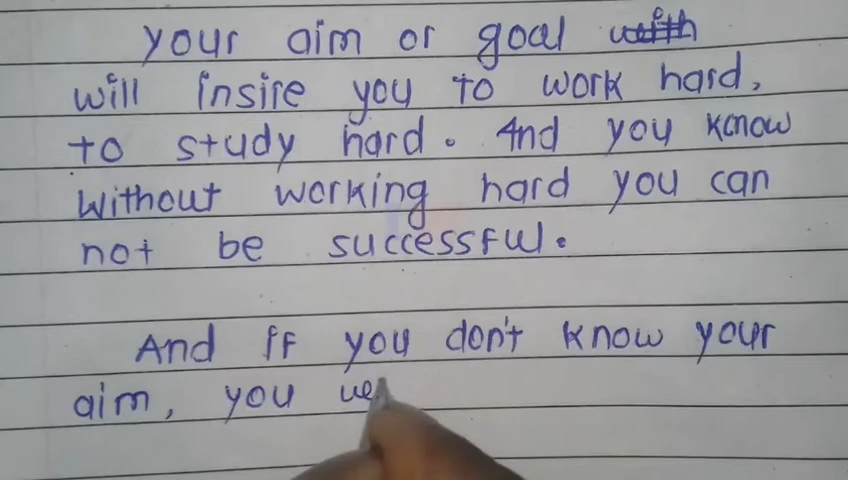 your aim or goal
will insire you to work hard,
to study hard. And you know
without working hard you can
not be successful.
And if you don't know your
aim, you